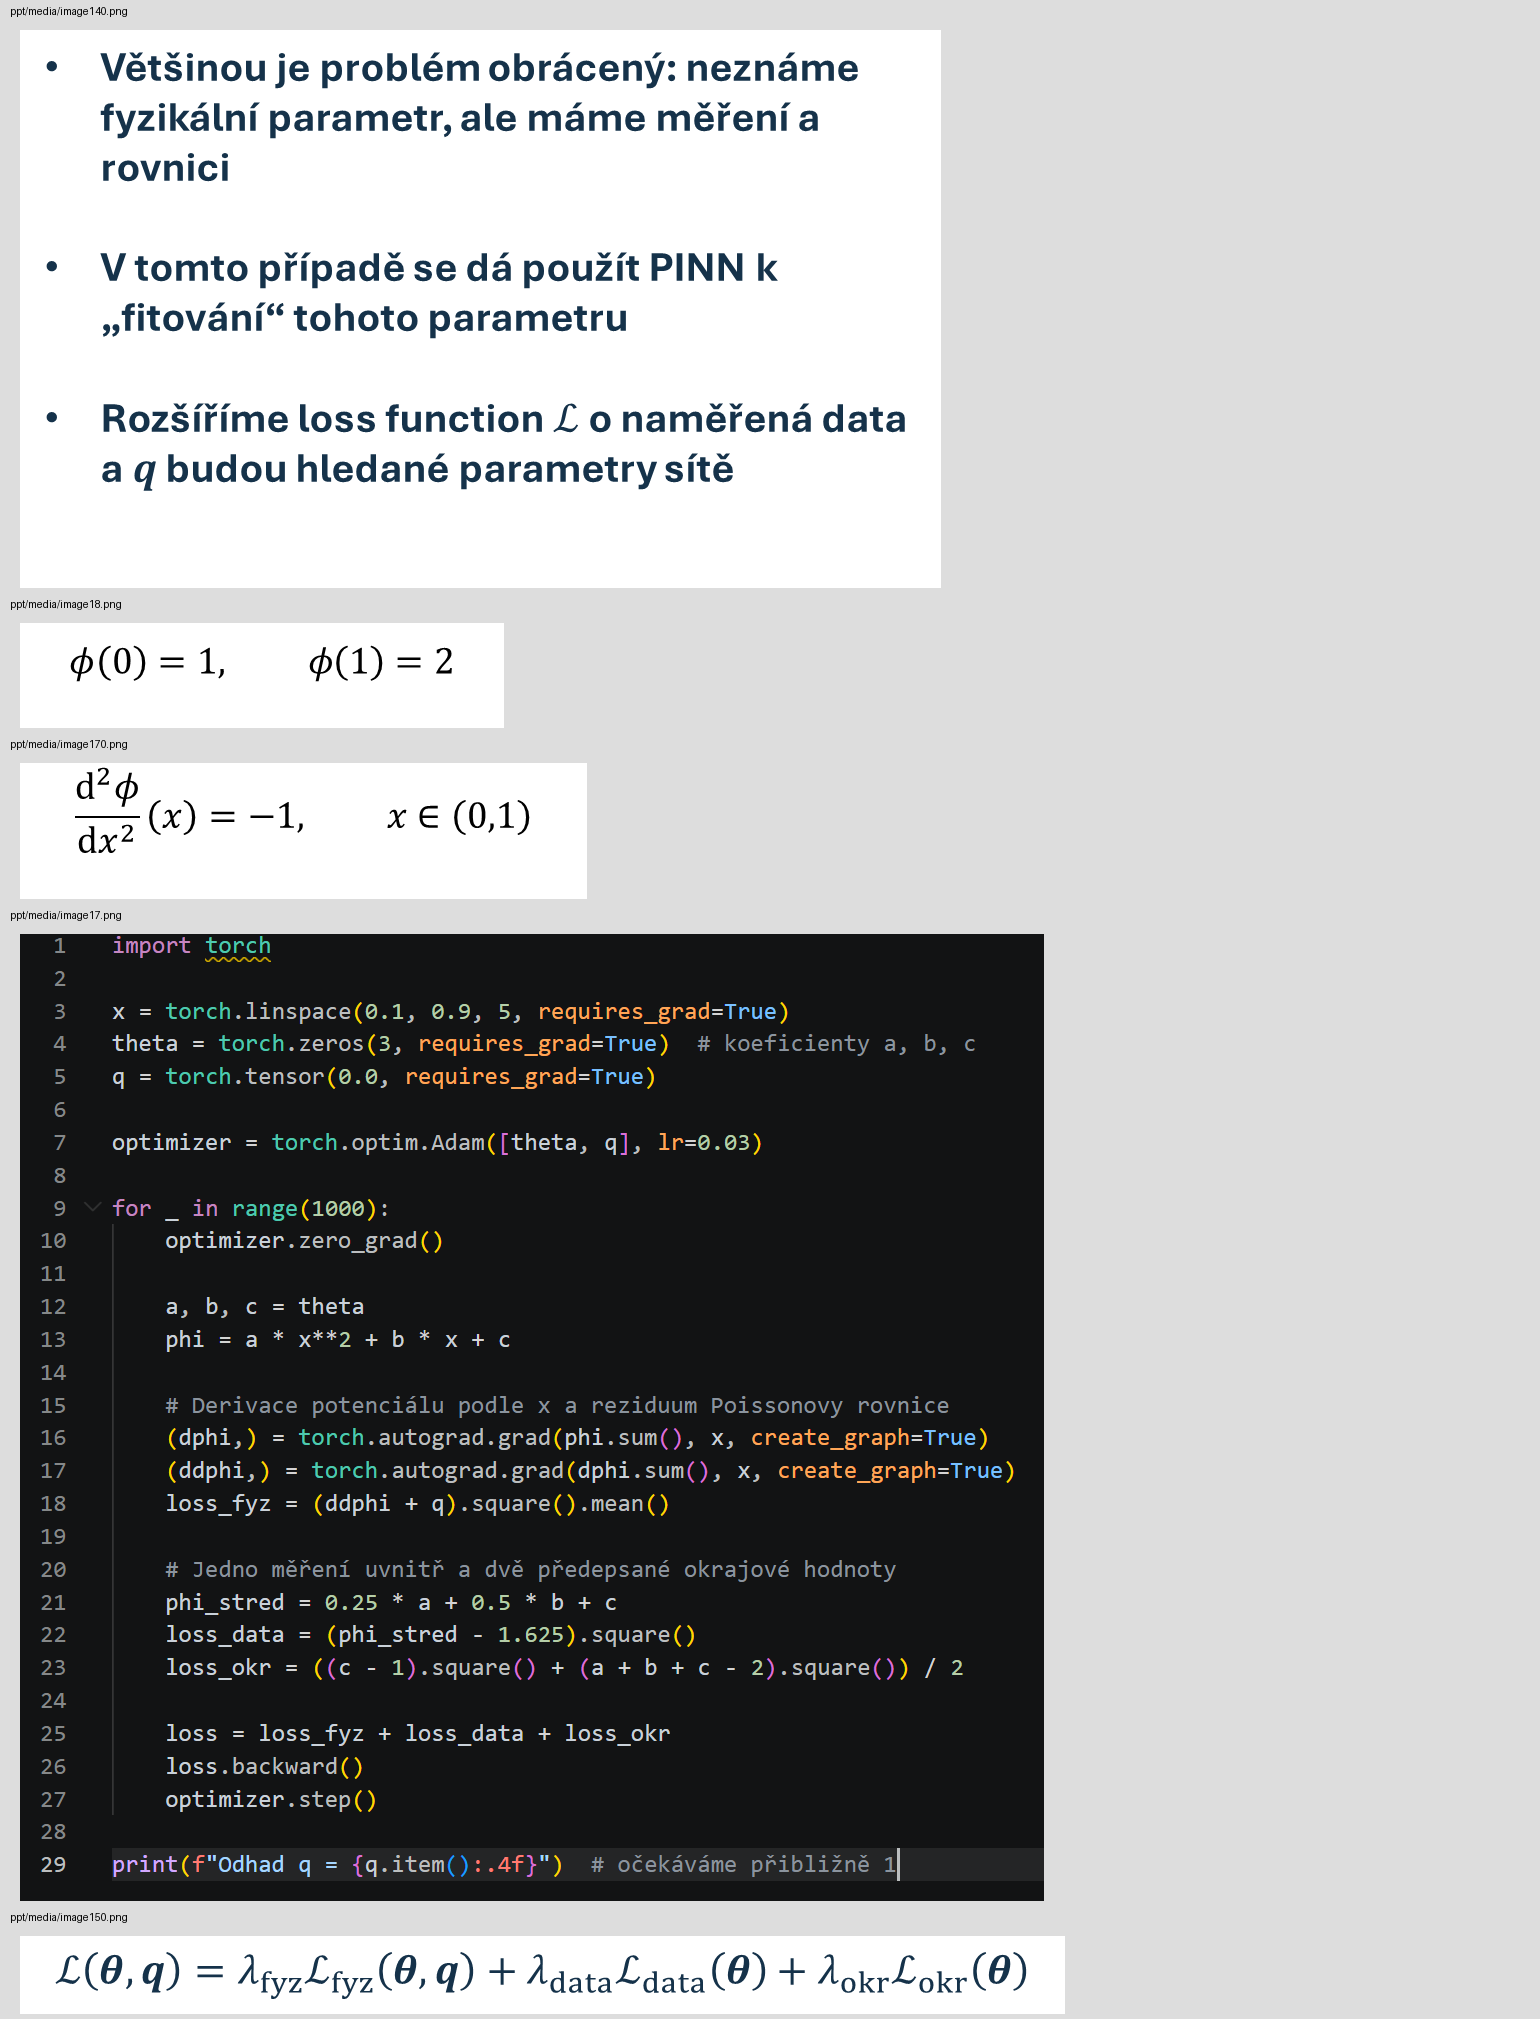 ppt/media/image140.png
• Většinou je problém obrácený: neznáme
fyzikální parametr, ale máme měření a
rovnici
• V tomto případě se dá použít PINN k
„fitování“ tohoto parametru
• Rozšíříme loss function ℒ o naměřená data
a q budou hledané parametry sítě
ppt/media/image18.png
ϕ(0) = 1, ϕ(1) = 2
ppt/media/image170.png
d²ϕ/dx² (x) = −1, x ∈ (0,1)
ppt/media/image17.png
1 import torch
2
3 x = torch.linspace(0.1, 0.9, 5, requires_grad=True)
4 theta = torch.zeros(3, requires_grad=True)  # koeficienty a, b, c
5 q = torch.tensor(0.0, requires_grad=True)
6
7 optimizer = torch.optim.Adam([theta, q], lr=0.03)
8
9 for _ in range(1000):
10     optimizer.zero_grad()
11
12     a, b, c = theta
13     phi = a * x**2 + b * x + c
14
15     # Derivace potenciálu podle x a reziduum Poissonovy rovnice
16     (dphi,) = torch.autograd.grad(phi.sum(), x, create_graph=True)
17     (ddphi,) = torch.autograd.grad(dphi.sum(), x, create_graph=True)
18     loss_fyz = (ddphi + q).square().mean()
19
20     # Jedno měření uvnitř a dvě předepsané okrajové hodnoty
21     phi_stred = 0.25 * a + 0.5 * b + c
22     loss_data = (phi_stred - 1.625).square()
23     loss_okr = ((c - 1).square() + (a + b + c - 2).square()) / 2
24
25     loss = loss_fyz + loss_data + loss_okr
26     loss.backward()
27     optimizer.step()
28
29 print(f"Odhad q = {q.item():.4f}")  # očekáváme přibližně 1
ppt/media/image150.png
ℒ(θ, q) = λ_fyz ℒ_fyz(θ, q) + λ_data ℒ_data(θ) + λ_okr ℒ_okr(θ)